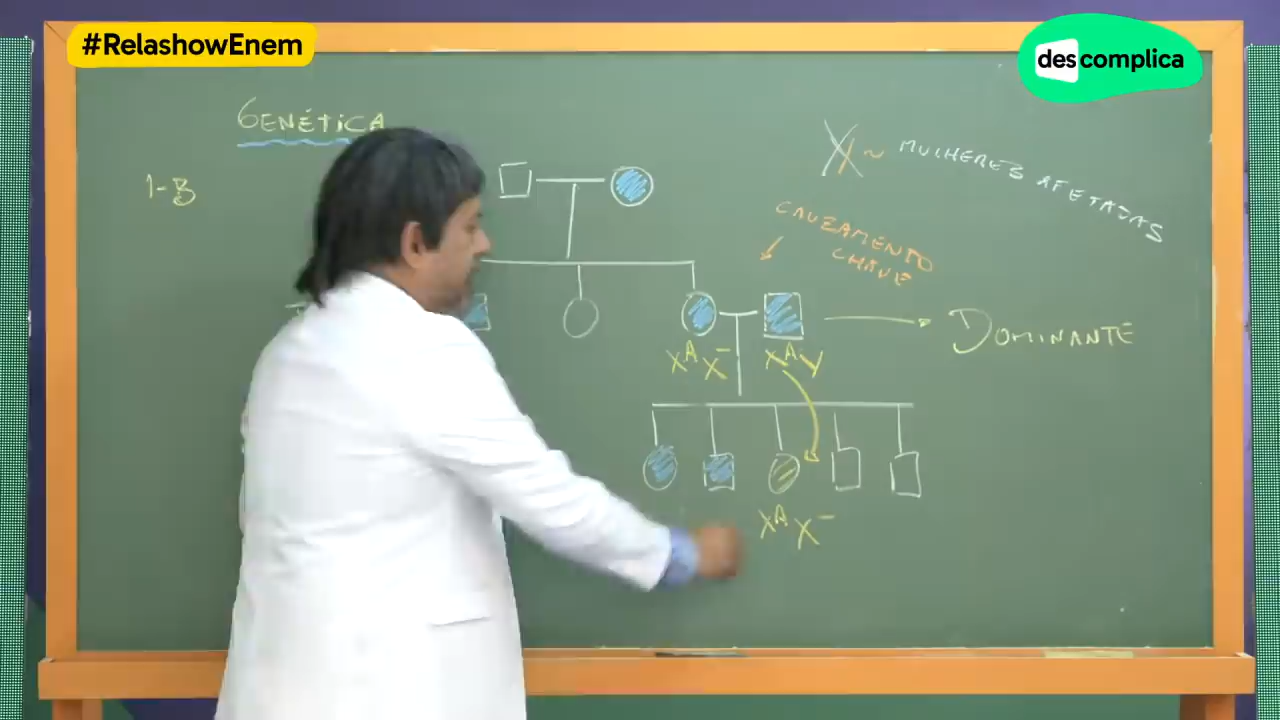 #RelashowEnem
descomplica
GENÉTICA
1-B
XX ~ MULHERES AFETADAS
CRUZAMENTO
CHAVE
DOMINANTE
X^A X^-
X^A Y
X^A X^-